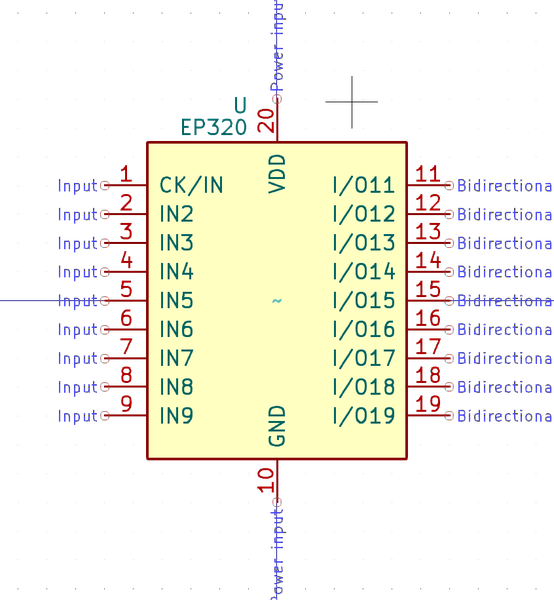 Power inpu
U
EP320
20
VDD
Input 1 CK/IN I/O11 11 Bidirectiona
Input 2 IN2 I/O12 12 Bidirectiona
Input 3 IN3 I/O13 13 Bidirectiona
Input 4 IN4 I/O14 14 Bidirectiona
Input 5 IN5 ~ I/O15 15 Bidirectiona
Input 6 IN6 I/O16 16 Bidirectiona
Input 7 IN7 I/O17 17 Bidirectiona
Input 8 IN8 I/O18 18 Bidirectiona
Input 9 IN9 I/O19 19 Bidirectiona
GND
10
Power input